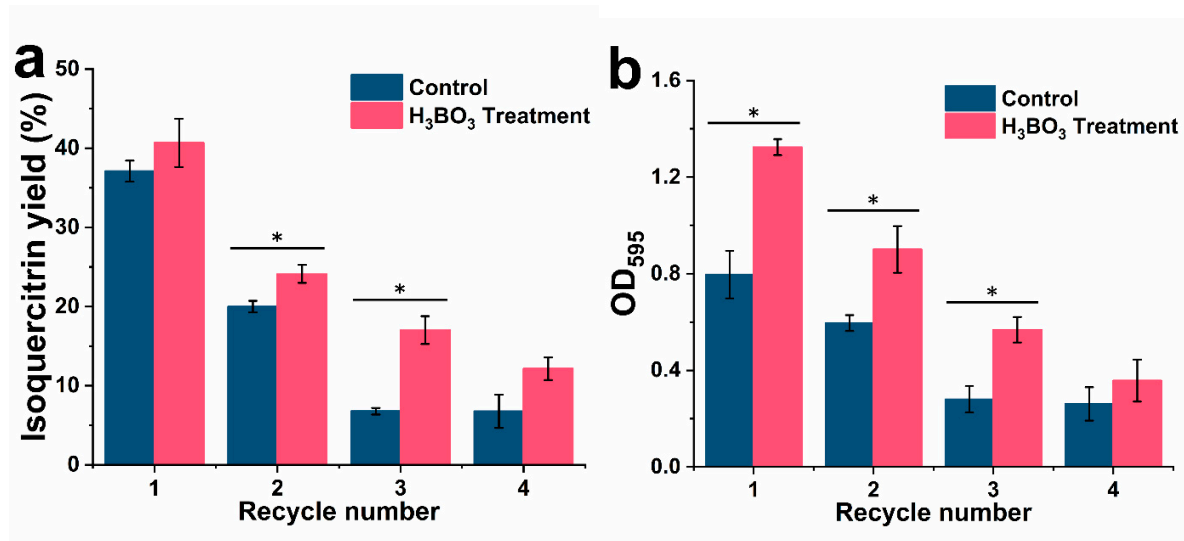 a
Isoquercitrin yield (%)
50
40
30
20
10
0
Control
H₃BO₃ Treatment
*
*
1 2 3 4
Recycle number
b
OD₅₉₅
1.6
1.2
0.8
0.4
0.0
Control
H₃BO₃ Treatment
*
*
*
1 2 3 4
Recycle number